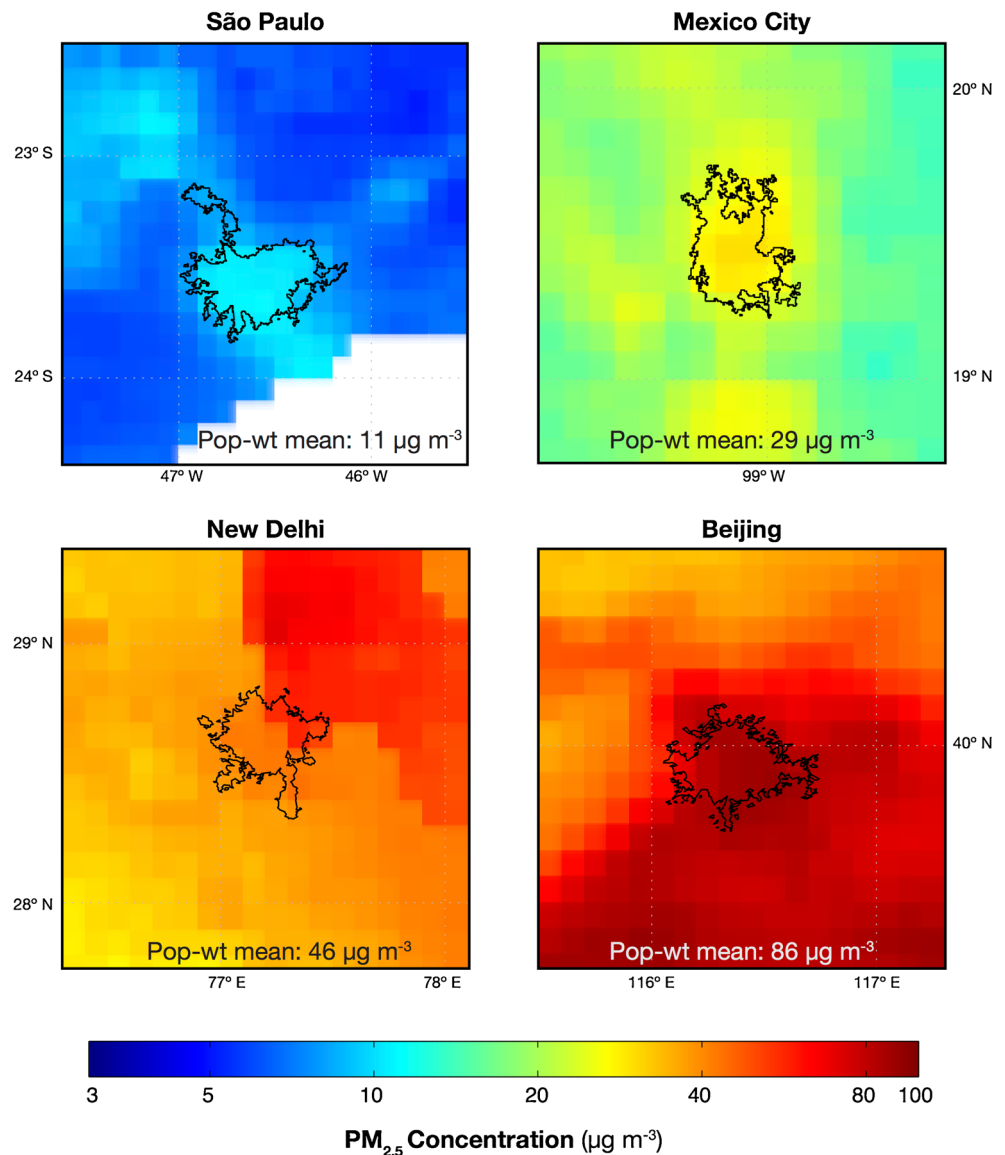 São Paulo
Mexico City
20° N
23° S
24° S
19° N
Pop-wt mean: 11 µg m-3
Pop-wt mean: 29 µg m-3
47° W
46° W
99° W
New Delhi
Beijing
29° N
40° N
28° N
Pop-wt mean: 46 µg m-3
Pop-wt mean: 86 µg m-3
77° E
78° E
116° E
117° E
3 5 10 20 40 80 100
PM2.5 Concentration (µg m-3)